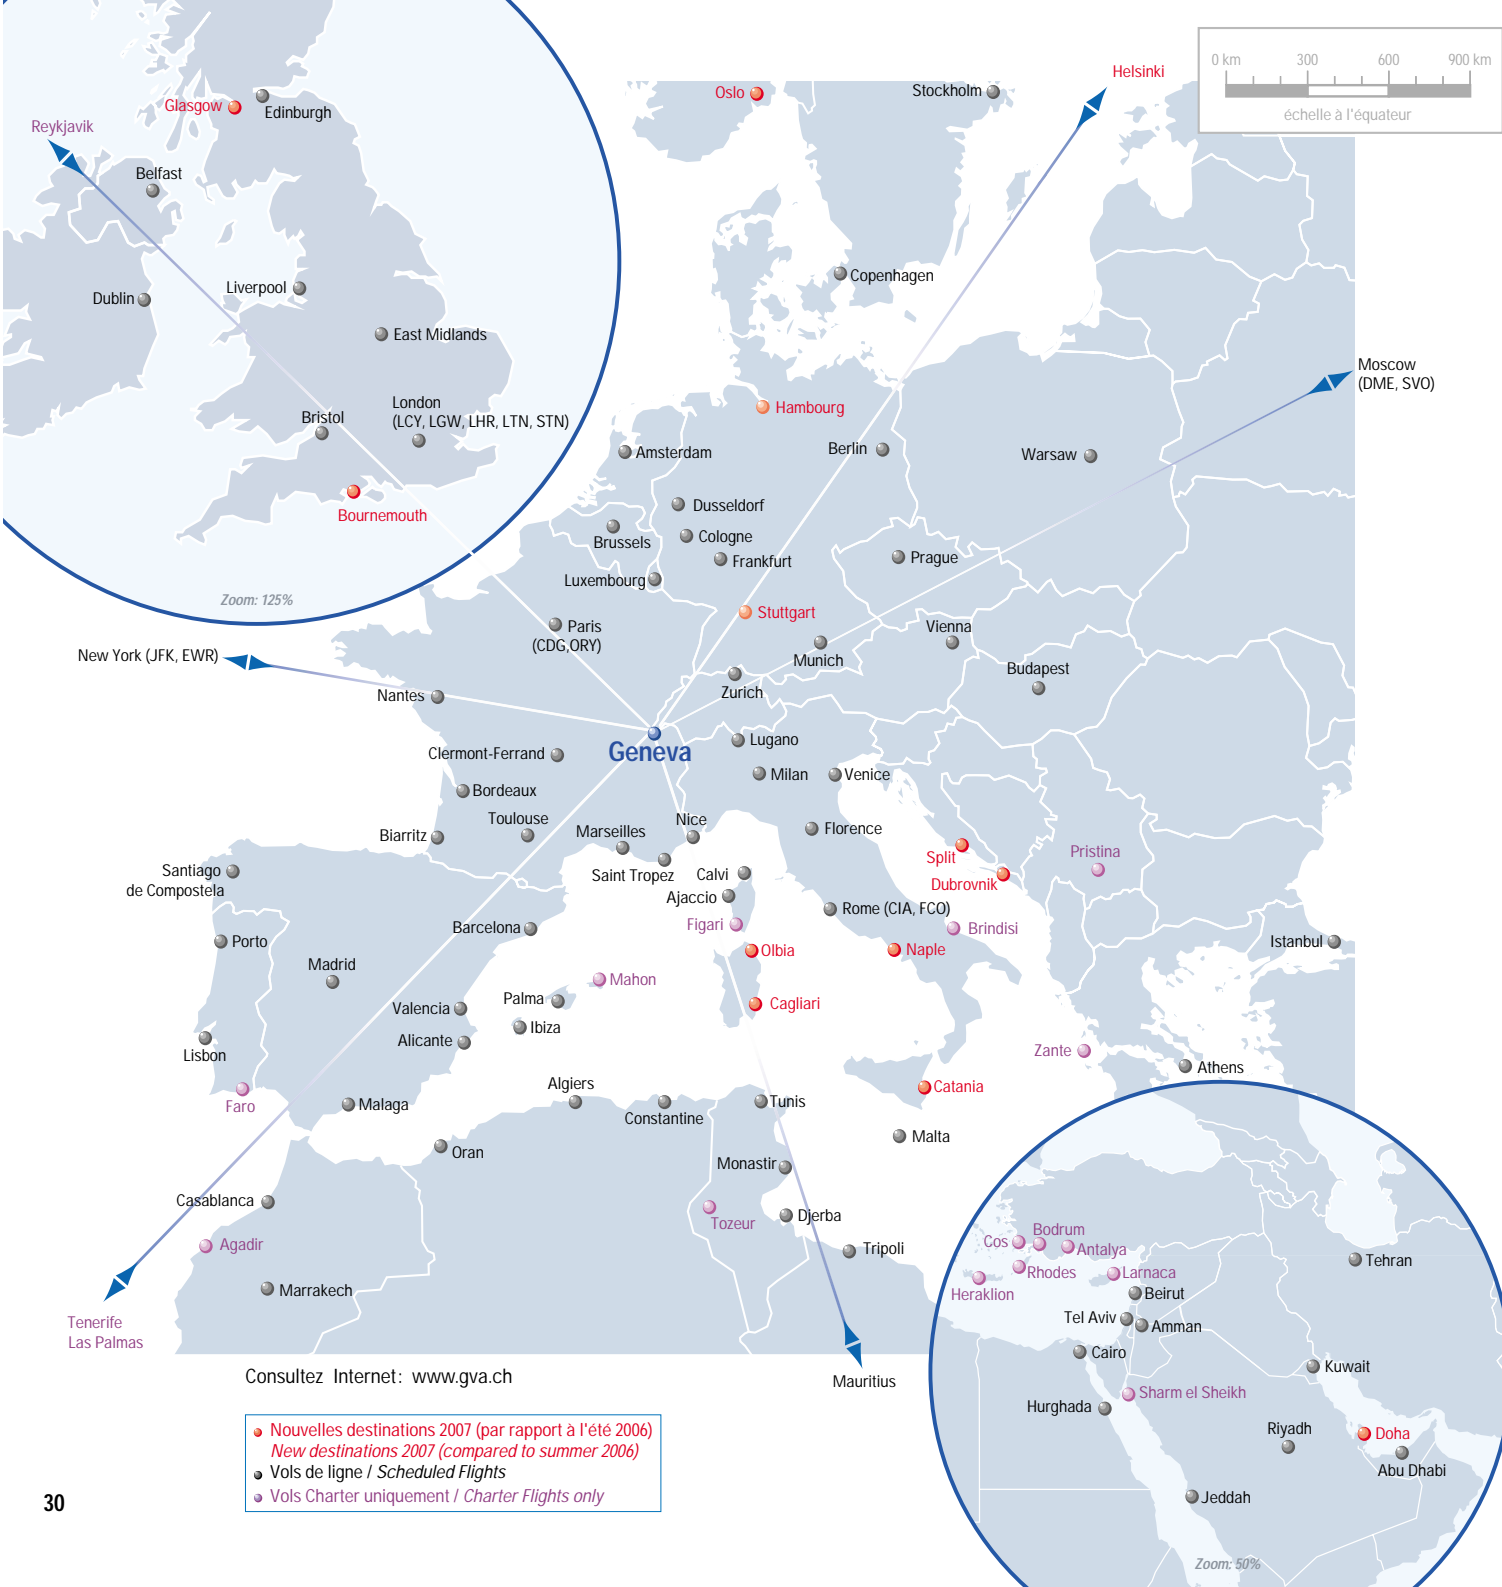 0 km 300 600 900 km
échelle à l'équateur
Helsinki
Oslo
Stockholm
Glasgow
Edinburgh
Reykjavik
Belfast
Copenhagen
Liverpool
Dublin
East Midlands
Moscow
(DME, SVO)
London
(LCY, LGW, LHR, LTN, STN)
Bristol
Hambourg
Berlin
Amsterdam
Warsaw
Bournemouth
Dusseldorf
Cologne
Brussels
Frankfurt
Prague
Luxembourg
Zoom: 125%
Stuttgart
Paris
(CDG,ORY)
Vienna
Munich
New York (JFK, EWR)
Budapest
Zurich
Nantes
Geneva
Lugano
Clermont-Ferrand
Milan
Venice
Bordeaux
Toulouse
Nice
Marseilles
Florence
Biarritz
Split
Pristina
Santiago
de Compostela
Saint Tropez
Calvi
Dubrovnik
Ajaccio
Rome (CIA, FCO)
Figari
Barcelona
Brindisi
Porto
Istanbul
Olbia
Naple
Madrid
Mahon
Palma
Valencia
Cagliari
Ibiza
Alicante
Lisbon
Zante
Athens
Algiers
Catania
Faro
Malaga
Constantine
Tunis
Malta
Oran
Monastir
Casablanca
Tozeur
Djerba
Agadir
Tripoli
Cos
Bodrum
Antalya
Tehran
Rhodes
Larnaca
Marrakech
Heraklion
Beirut
Tel Aviv
Amman
Tenerife
Las Palmas
Cairo
Kuwait
Consultez Internet: www.gva.ch
Mauritius
Sharm el Sheikh
Hurghada
Riyadh
Doha
Nouvelles destinations 2007 (par rapport à l'été 2006)
New destinations 2007 (compared to summer 2006)
Vols de ligne / Scheduled Flights
Vols Charter uniquement / Charter Flights only
Abu Dhabi
Jeddah
30
Zoom: 50%